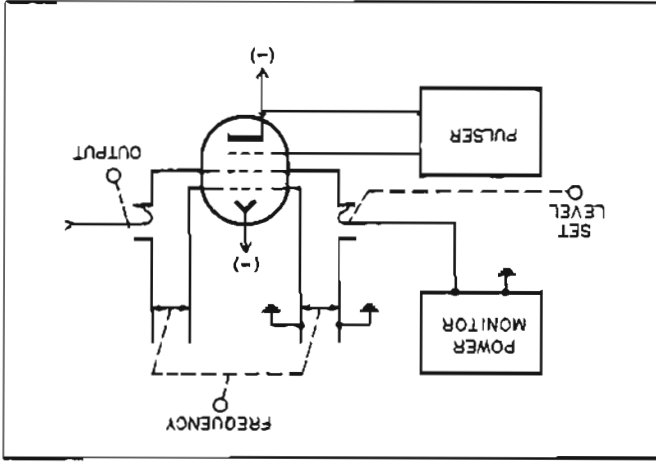 FREQUENCY
POWER
MONITOR
(-)
SET
LEVEL
OUTPUT
PULSER
(-)